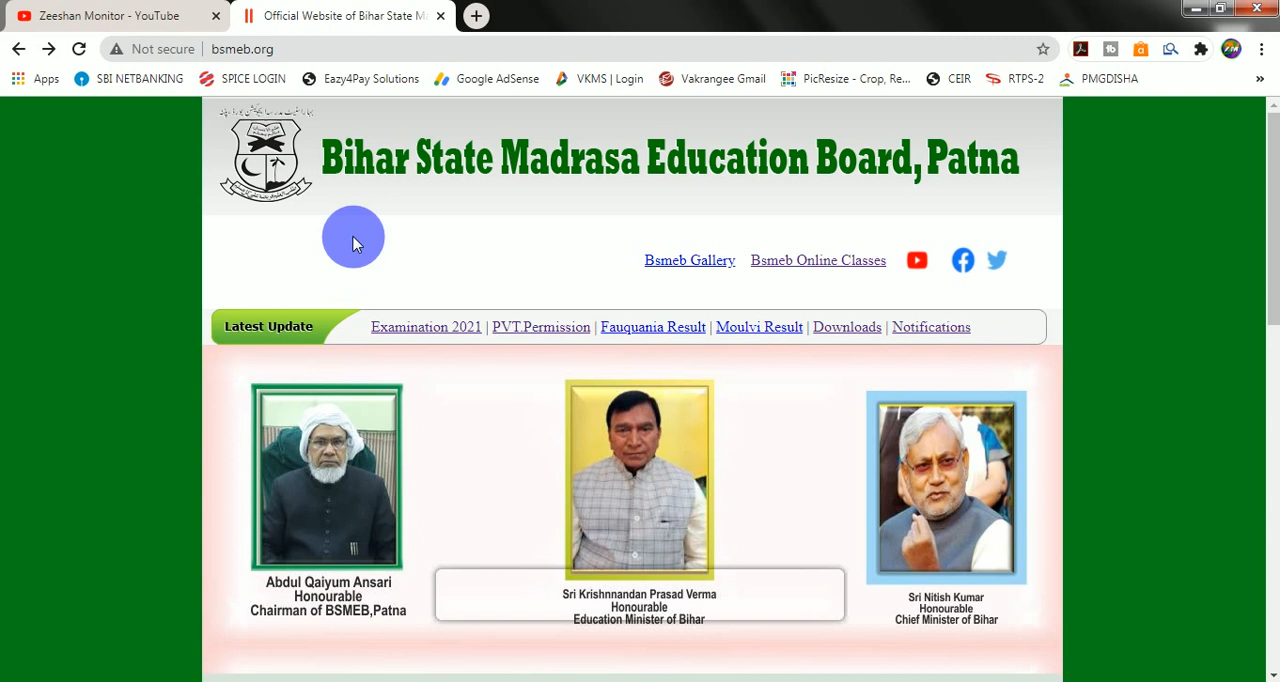 Zeeshan Monitor - YouTube
Official Website of Bihar State M
Not secure | bsmeb.org
Apps SBI NETBANKING SPICE LOGIN Eazy4Pay Solutions Google AdSense VKMS | Login Vakrangee Gmail PicResize - Crop, Re... CEIR RTPS-2 PMGDISHA »
Bihar State Madrasa Education Board, Patna
Bsmeb Gallery Bsmeb Online Classes
Latest Update Examination 2021 | PVT.Permission | Fauquania Result | Moulvi Result | Downloads | Notifications
Abdul Qaiyum Ansari
Honourable
Chairman of BSMEB,Patna
Sri Krishnnandan Prasad Verma
Honourable
Education Minister of Bihar
Sri Nitish Kumar
Honourable
Chief Minister of Bihar